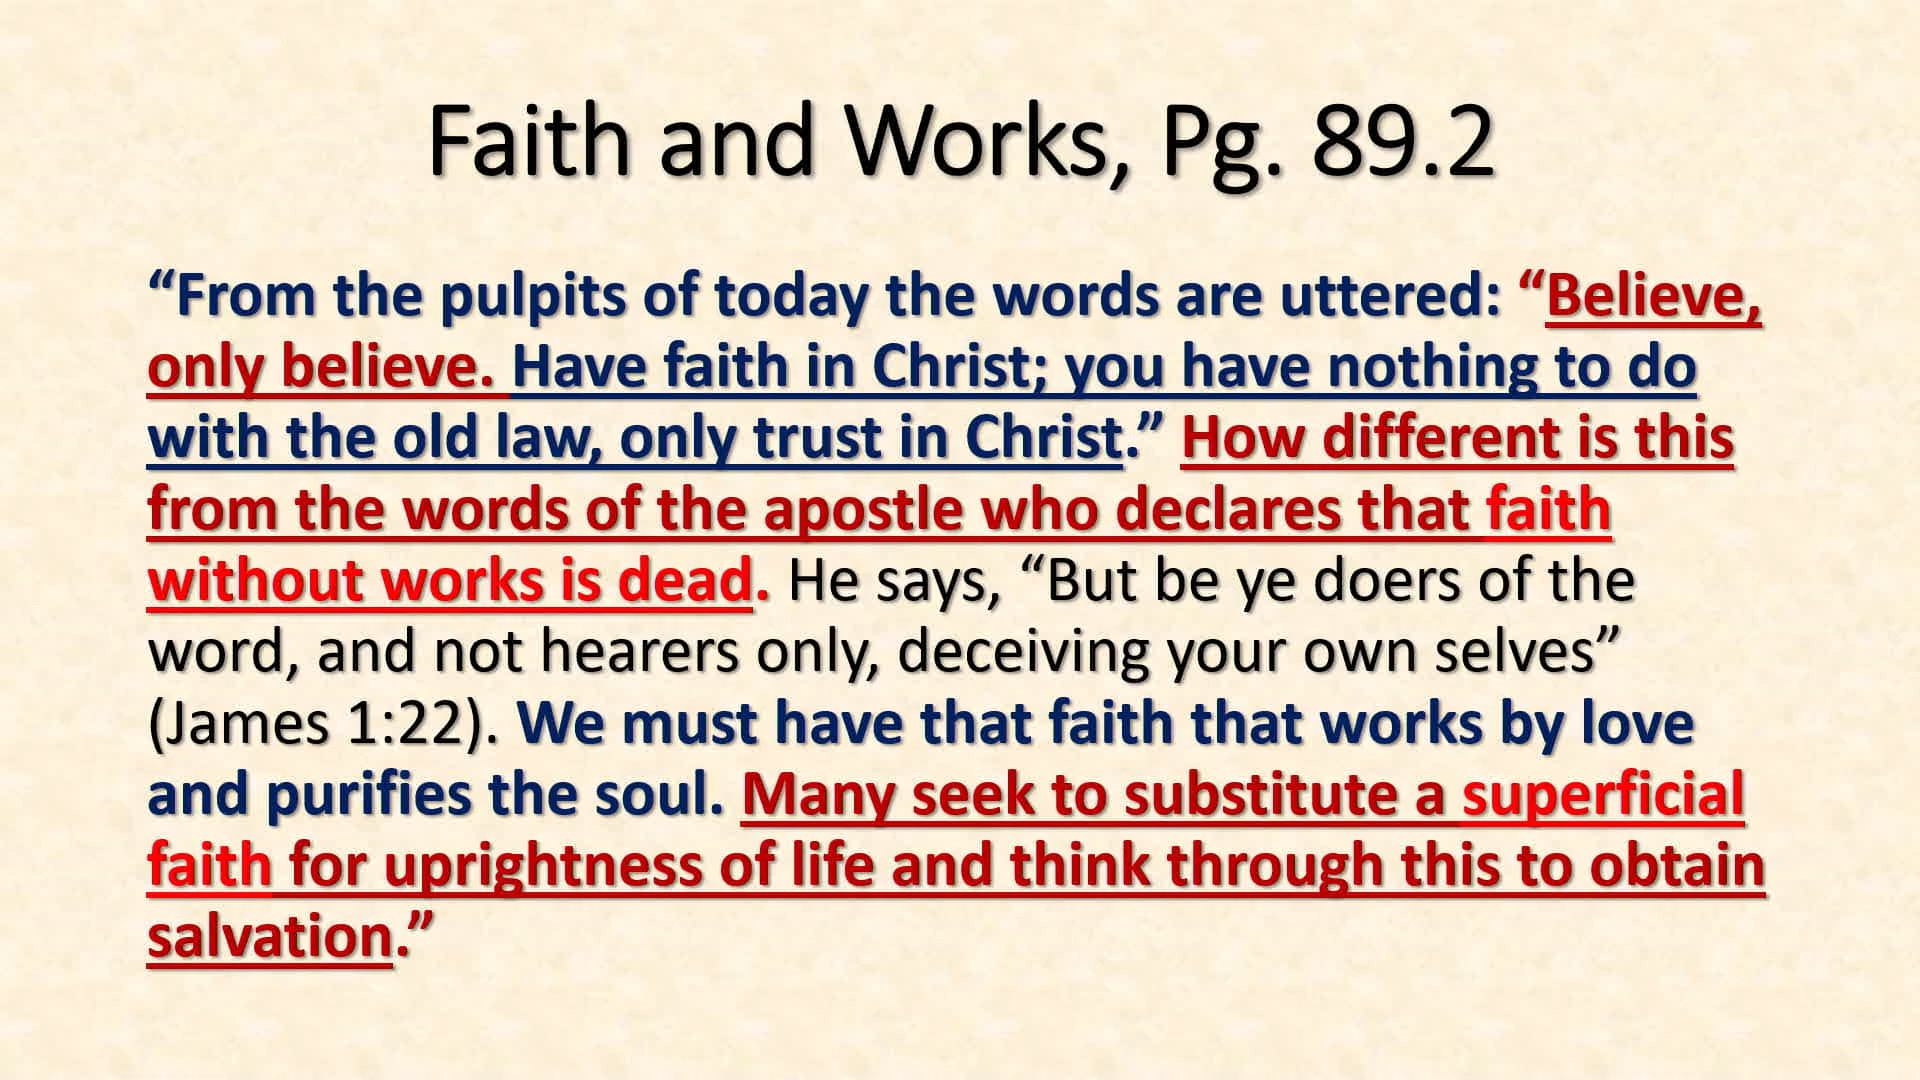 Faith and Works, Pg. 89.2
“From the pulpits of today the words are uttered: “Believe,
only believe. Have faith in Christ; you have nothing to do
with the old law, only trust in Christ.” How different is this
from the words of the apostle who declares that faith
without works is dead. He says, “But be ye doers of the
word, and not hearers only, deceiving your own selves”
(James 1:22). We must have that faith that works by love
and purifies the soul. Many seek to substitute a superficial
faith for uprightness of life and think through this to obtain
salvation.”